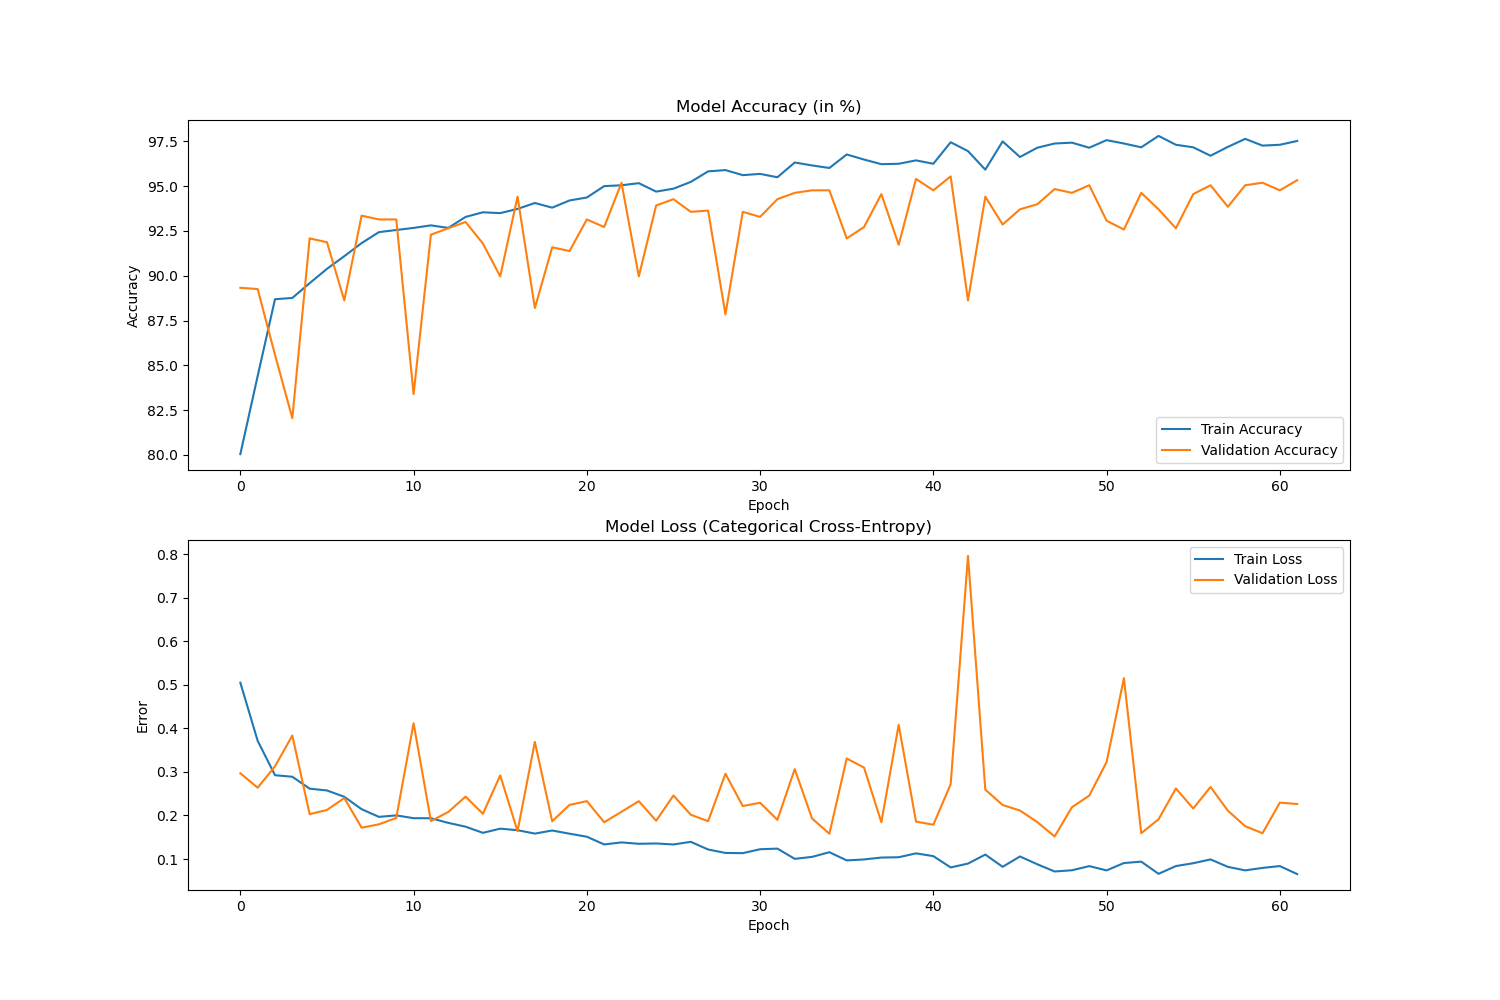 Model Accuracy (in %)
97.5
95.0
92.5
90.0
87.5
85.0
82.5
80.0
Accuracy
Train Accuracy
Validation Accuracy
0 10 20 30 40 50 60
Epoch
Model Loss (Categorical Cross-Entropy)
0.8
0.7
0.6
0.5
0.4
0.3
0.2
0.1
Error
Train Loss
Validation Loss
0 10 20 30 40 50 60
Epoch